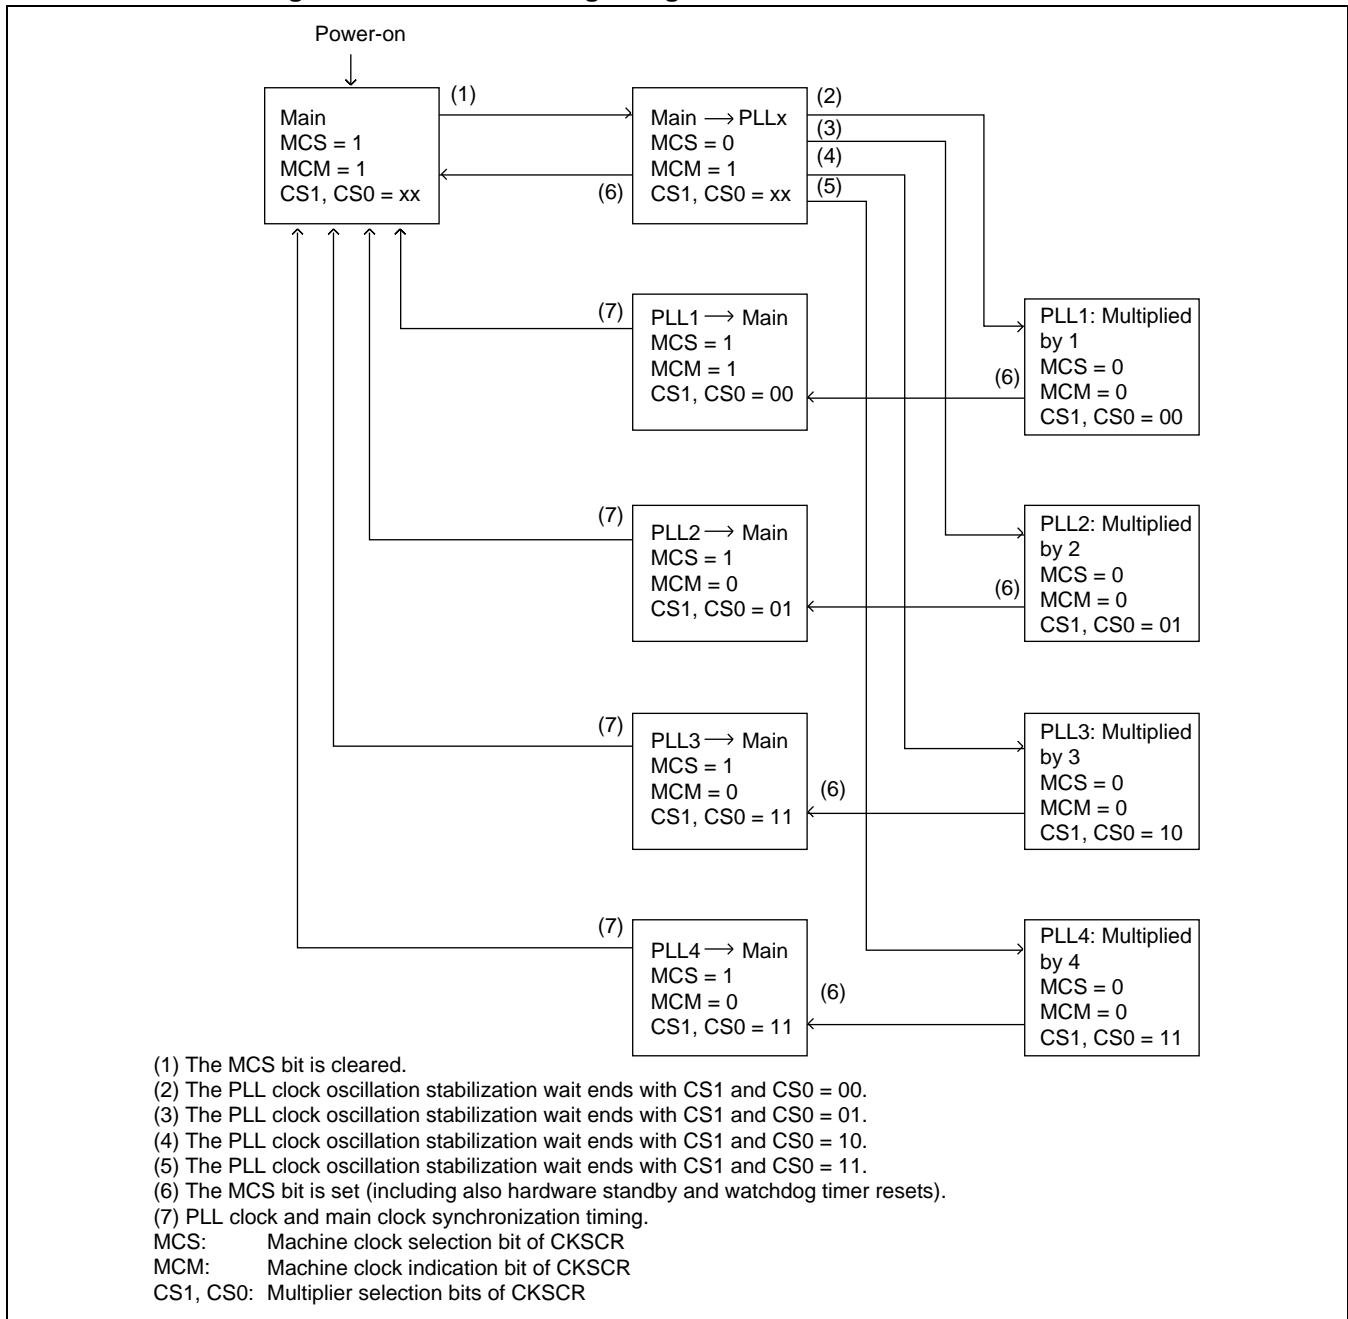 Power-on
Main
MCS = 1
MCM = 1
CS1, CS0 = xx
(1)
(6)
Main → PLLx
MCS = 0
MCM = 1
CS1, CS0 = xx
(2)
(3)
(4)
(5)
(7)
PLL1 → Main
MCS = 1
MCM = 1
CS1, CS0 = 00
(6)
PLL1: Multiplied
by 1
MCS = 0
MCM = 0
CS1, CS0 = 00
(7)
PLL2 → Main
MCS = 1
MCM = 0
CS1, CS0 = 01
(6)
PLL2: Multiplied
by 2
MCS = 0
MCM = 0
CS1, CS0 = 01
(7)
PLL3 → Main
MCS = 1
MCM = 0
CS1, CS0 = 11
(6)
PLL3: Multiplied
by 3
MCS = 0
MCM = 0
CS1, CS0 = 10
(7)
PLL4 → Main
MCS = 1
MCM = 0
CS1, CS0 = 11
(6)
PLL4: Multiplied
by 4
MCS = 0
MCM = 0
CS1, CS0 = 11
(1) The MCS bit is cleared.
(2) The PLL clock oscillation stabilization wait ends with CS1 and CS0 = 00.
(3) The PLL clock oscillation stabilization wait ends with CS1 and CS0 = 01.
(4) The PLL clock oscillation stabilization wait ends with CS1 and CS0 = 10.
(5) The PLL clock oscillation stabilization wait ends with CS1 and CS0 = 11.
(6) The MCS bit is set (including also hardware standby and watchdog timer resets).
(7) PLL clock and main clock synchronization timing.
MCS: Machine clock selection bit of CKSCR
MCM: Machine clock indication bit of CKSCR
CS1, CS0: Multiplier selection bits of CKSCR